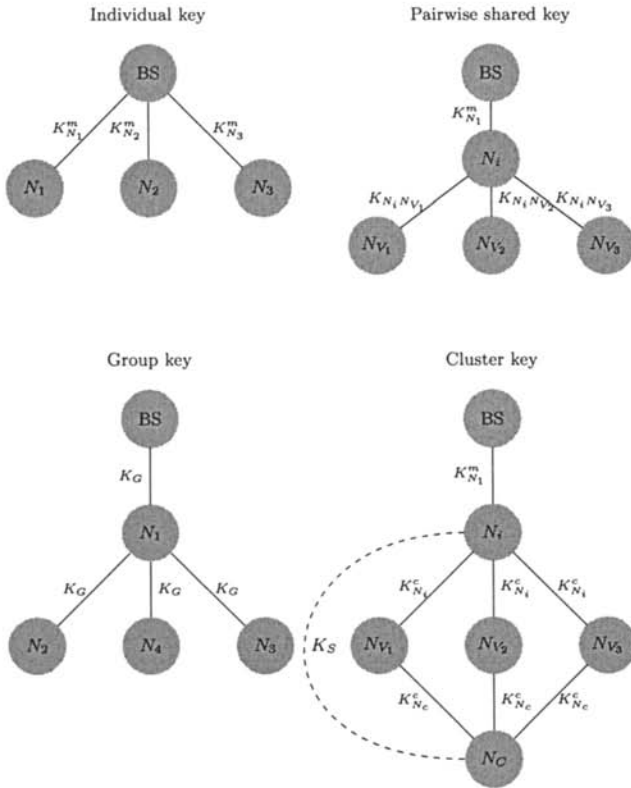 Individual key
Pairwise shared key
BS
BS
K^m_{N_1}
K^m_{N_2}
K^m_{N_3}
K^m_{N_1}
N_i
N_1
N_2
N_3
K_{N_i N_{V_1}}
K_{N_i N_{V_2}}
K_{N_i N_{V_3}}
N_{V_1}
N_{V_2}
N_{V_3}
Group key
Cluster key
BS
BS
K_G
K^m_{N_1}
N_1
N_i
K_G
K_G
K_G
K^c_{N_i}
K^c_{N_i}
K^c_{N_i}
N_2
N_4
N_3
K_S
N_{V_1}
N_{V_2}
N_{V_3}
K^c_{N_c}
K^c_{N_c}
K^c_{N_c}
N_C